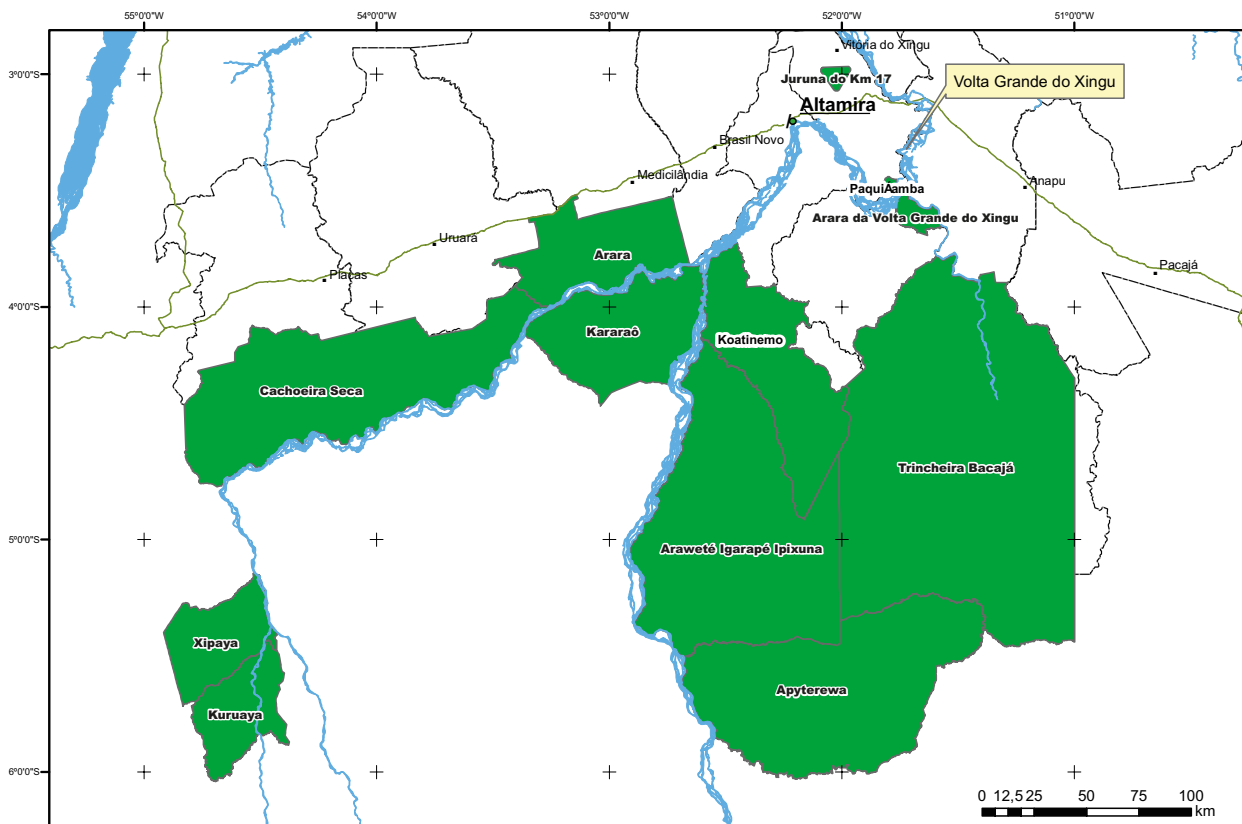 55°0'0"W
54°0'0"W
53°0'0"W
52°0'0"W
51°0'0"W
3°0'0"S
4°0'0"S
5°0'0"S
6°0'0"S
Vitória do Xingu
Juruna do Km 17
Volta Grande do Xingu
Altamira
Brasil Novo
Medicilândia
PaquiÃamba
Anapu
Arara da Volta Grande do Xingu
Uruará
Arara
Placas
Pacajá
Kararaô
Koatinemo
Cachoeira Seca
Trincheira Bacajá
Araweté Igarapé Ipixuna
Xipaya
Apyterewa
Kuruaya
0 12,5 25 50 75 100
km